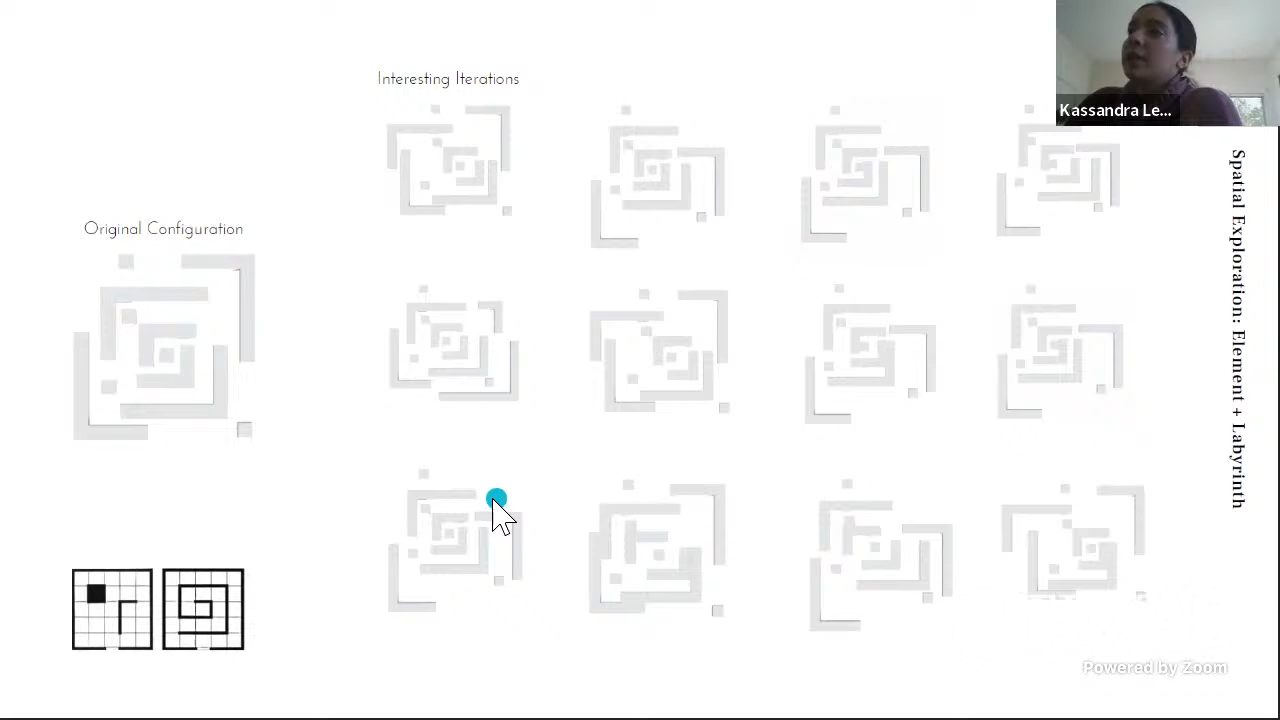 Interesting Iterations
Kassandra Le...
Original Configuration
Spatial Exploration: Element + Labyrinth
Powered by Zoom